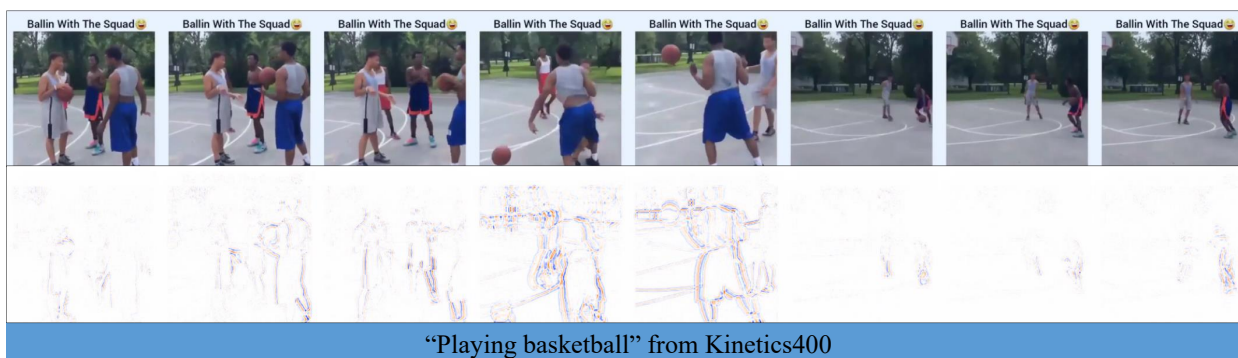 Ballin With The Squad😂 Ballin With The Squad😂 Ballin With The Squad😂 Ballin With The Squad😂 Ballin With The Squad😂 Ballin With The Squad😂 Ballin With The Squad😂 Ballin With The Squad😂
“Playing basketball” from Kinetics400